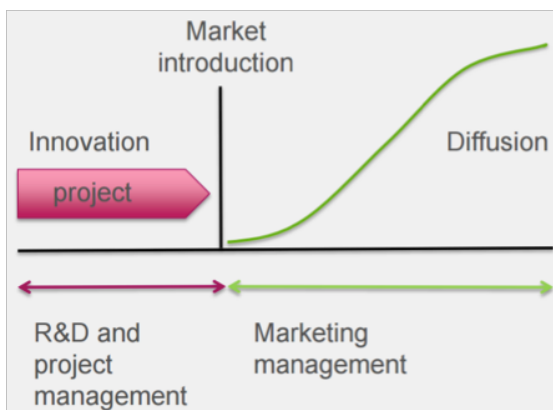 Market
introduction
Innovation
project
Diffusion
R&D and
project
management
Marketing
management